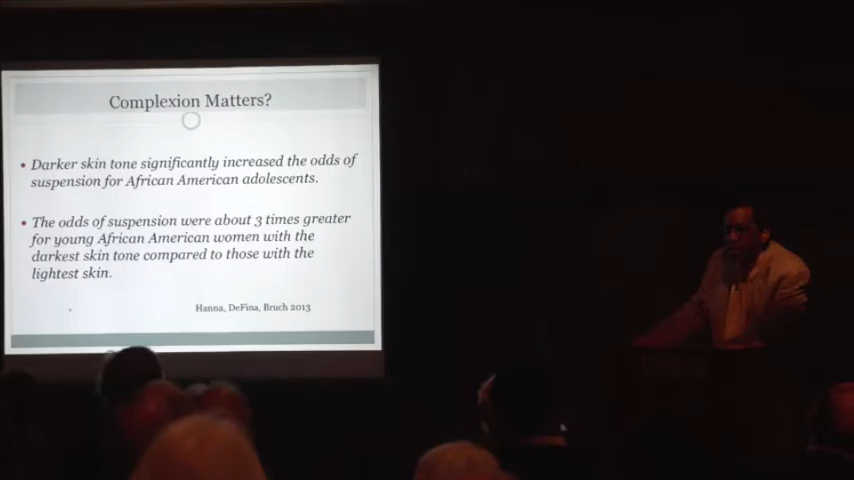 Complexion Matters?
• Darker skin tone significantly increased the odds of
suspension for African American adolescents.
• The odds of suspension were about 3 times greater
for young African American women with the
darkest skin tone compared to those with the
lightest skin.
Hanna, DeFina, Bruch 2013